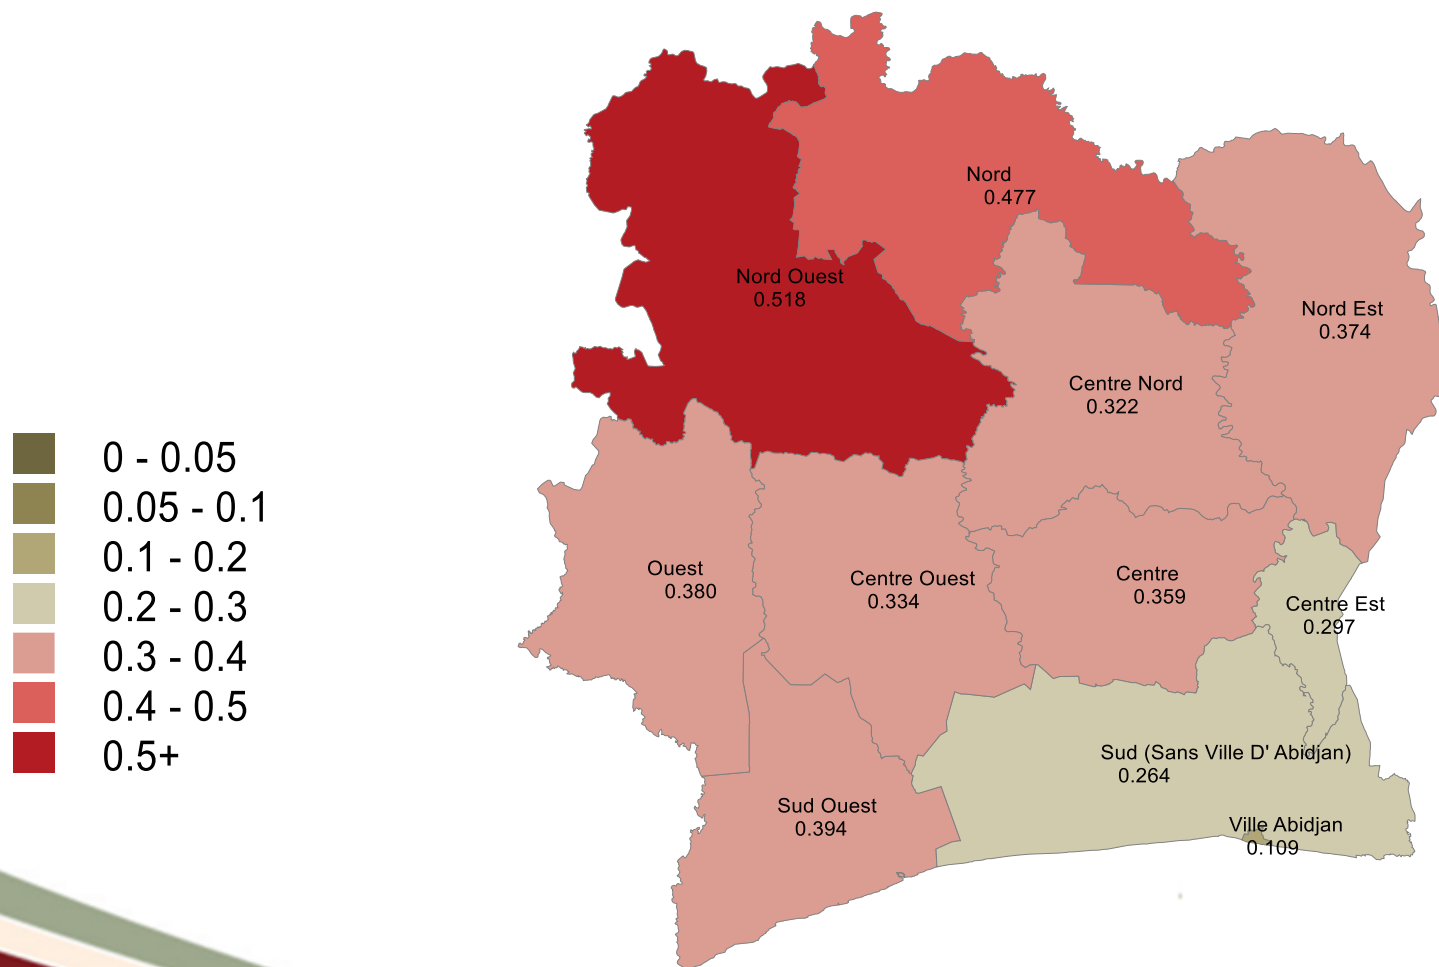 0 - 0.05
0.05 - 0.1
0.1 - 0.2
0.2 - 0.3
0.3 - 0.4
0.4 - 0.5
0.5+
Nord
0.477
Nord Ouest
0.518
Nord Est
0.374
Centre Nord
0.322
Ouest
0.380
Centre Ouest
0.334
Centre
0.359
Centre Est
0.297
Sud (Sans Ville D' Abidjan)
0.264
Sud Ouest
0.394
Ville Abidjan
0.109